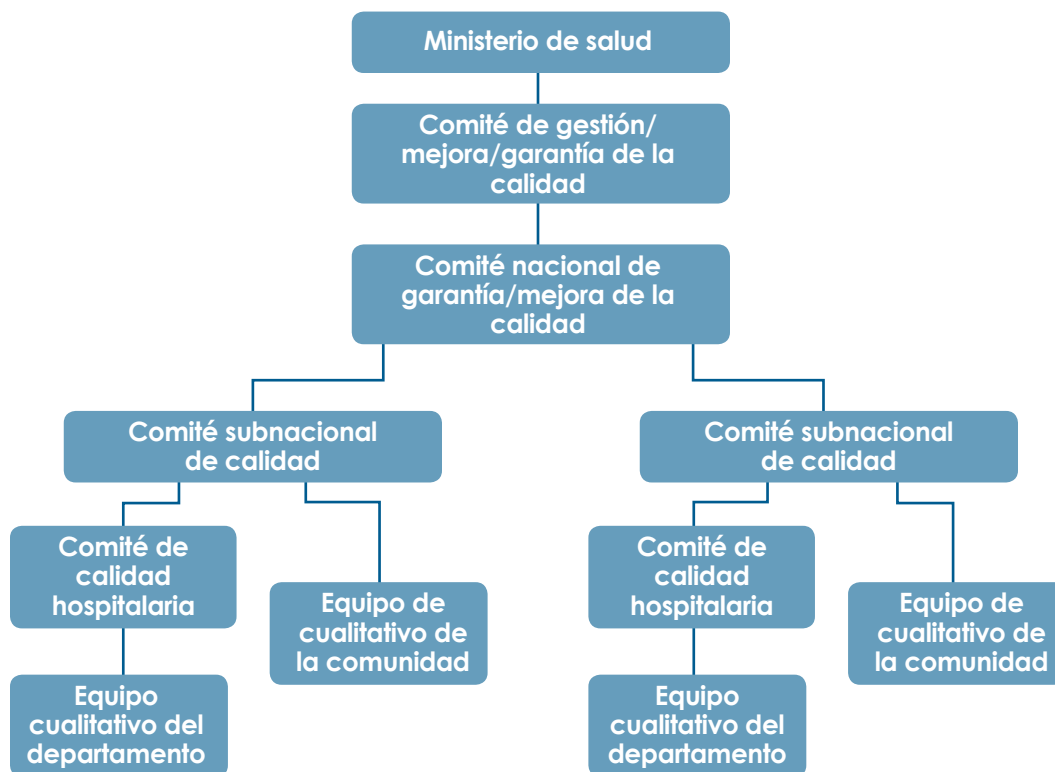 Ministerio de salud
Comité de gestión/
mejora/garantía de la
calidad
Comité nacional de
garantía/mejora de la
calidad
Comité subnacional
de calidad
Comité subnacional
de calidad
Comité de
calidad
hospitalaria
Equipo de
cualitativo de
la comunidad
Equipo
cualitativo del
departamento
Comité de
calidad
hospitalaria
Equipo de
cualitativo de
la comunidad
Equipo
cualitativo del
departamento